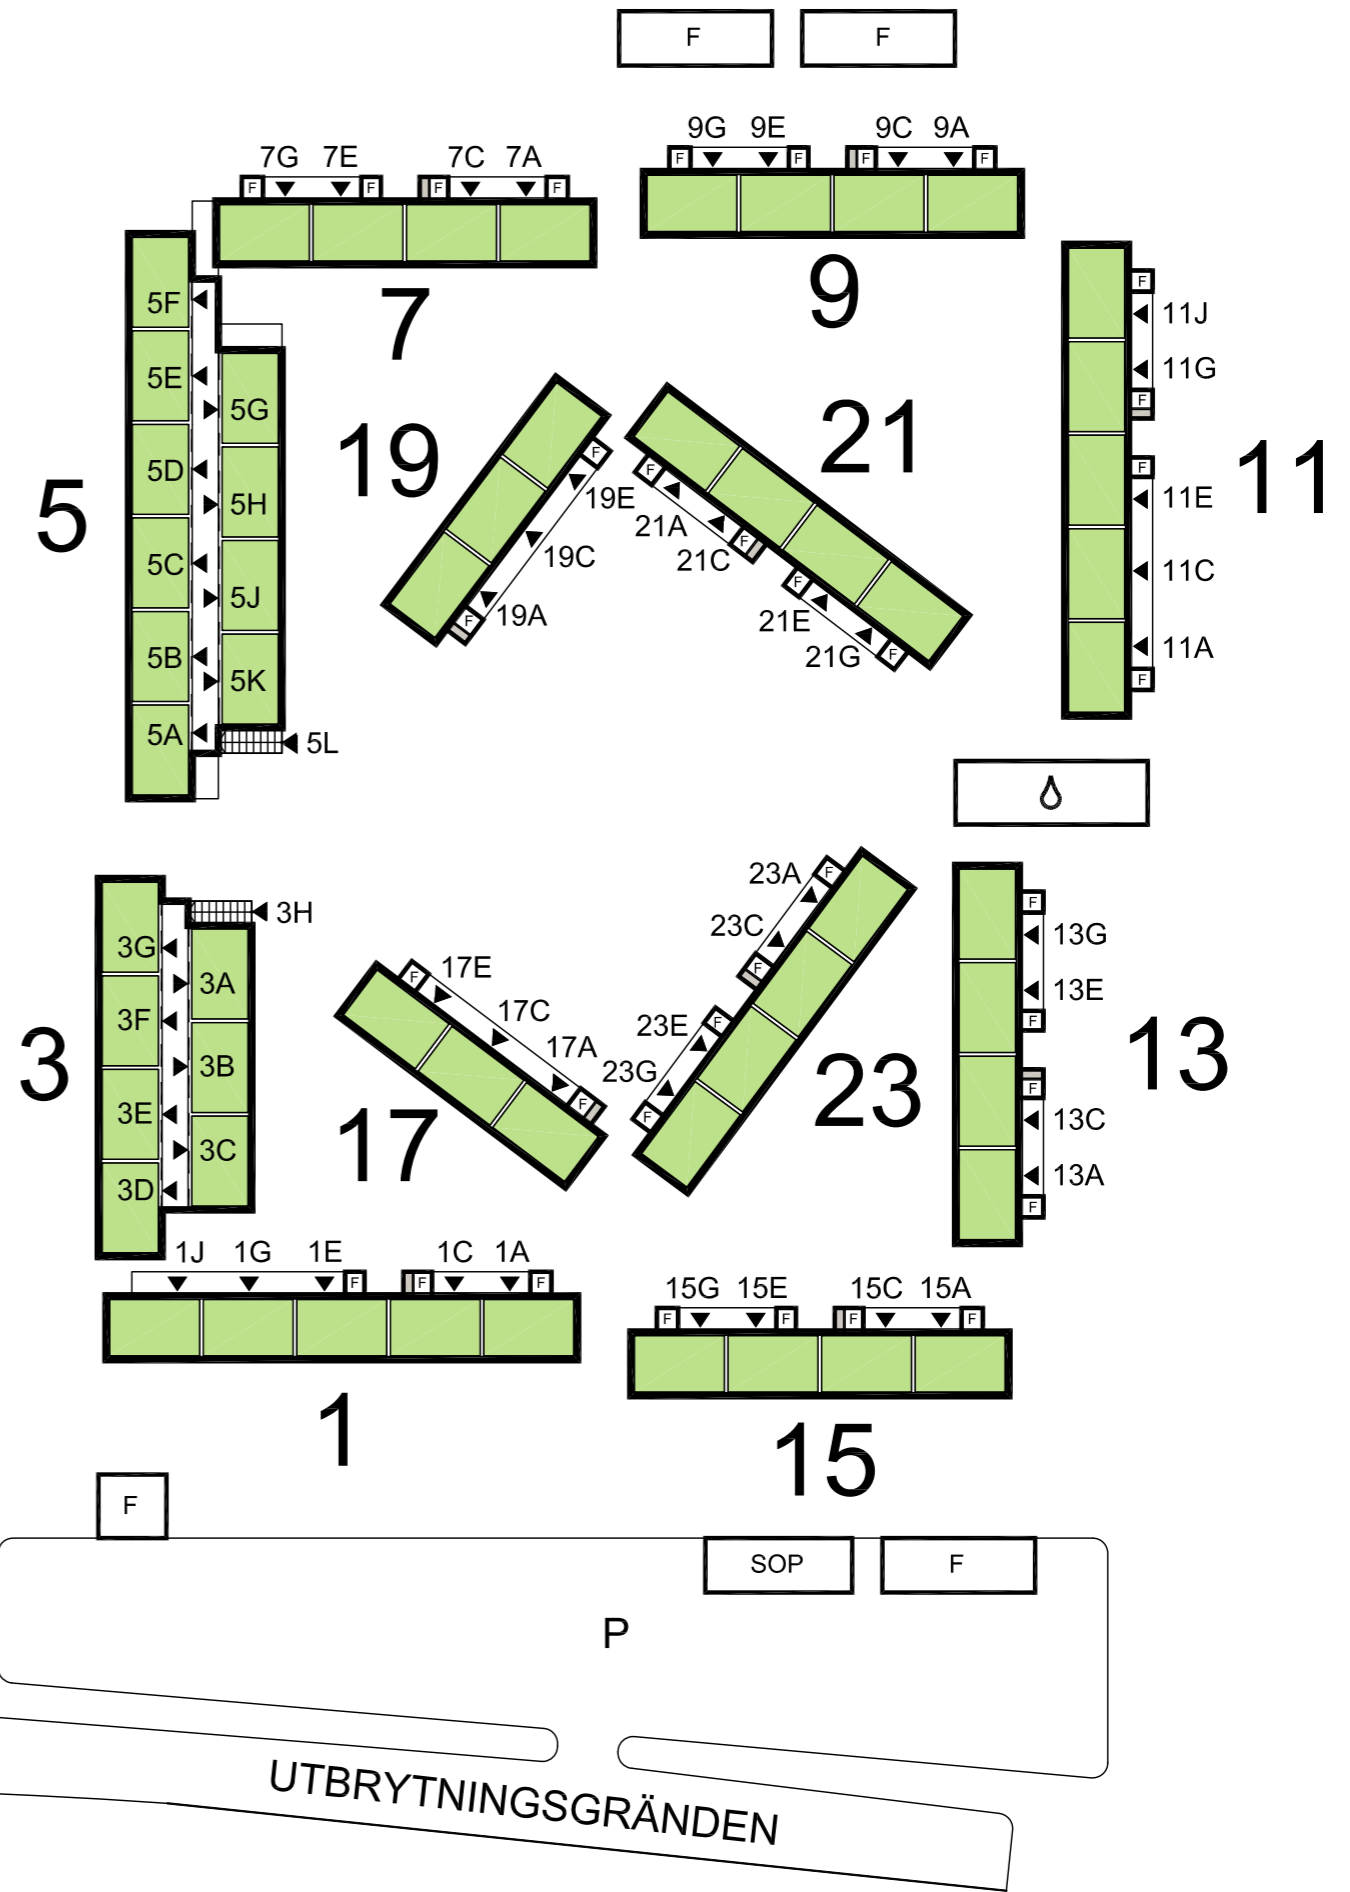 F F
9G 9E 9C 9A
F F F F
7G 7E 7C 7A
F F F F
7
9
5F
5E
5D
5C
5B
5A
5G
5H
5J
5K
5L
5
19
F
19E
19C
19A
F
21
F
21A
21C
F
F
21E
21G
F
F
11J
11G
F
F
11E
11C
11A
F
11
3H
3G
3F
3E
3D
3A
3B
3C
3
F
17E
17C
17A
F
17
23A
F
23C
F
23E
F
23G
F
23
F
13G
13E
F
F
13C
13A
F
13
1J 1G 1E 1C 1A
F F F
1
15G 15E 15C 15A
F F F F
15
F
SOP F
P
UTBRYTNINGSGRÄNDEN